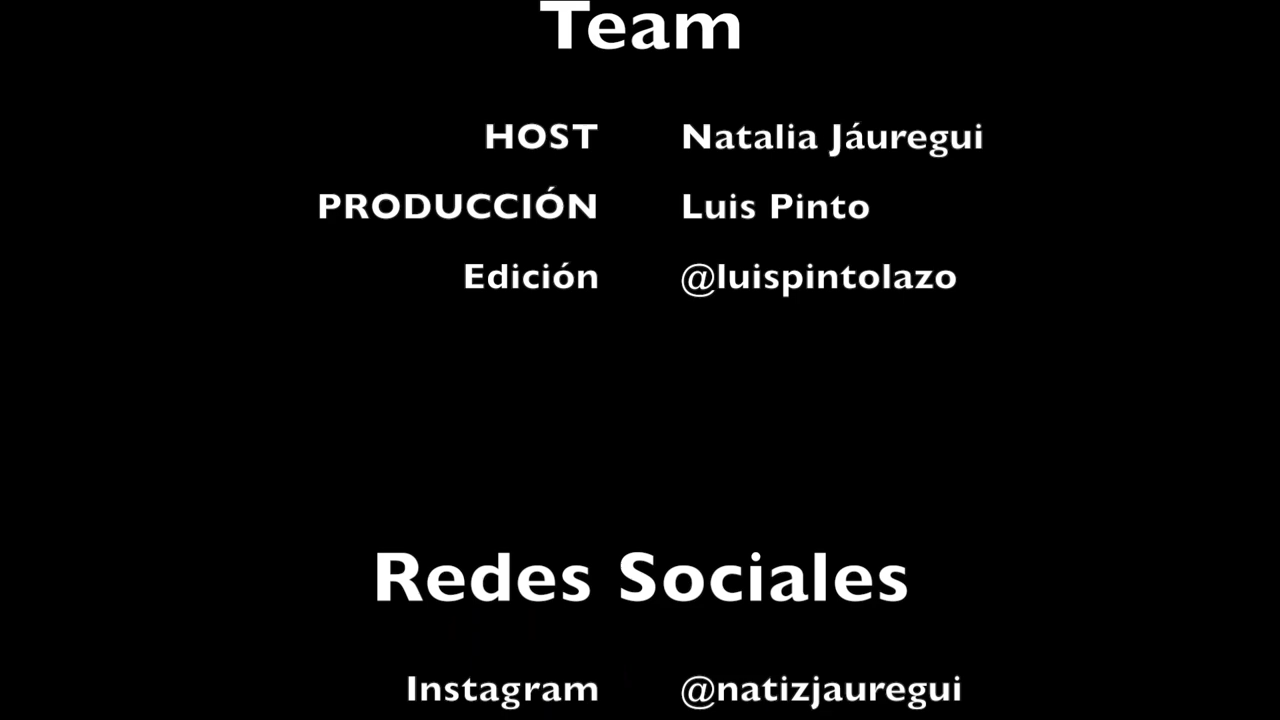 Team
HOST Natalia Jáuregui
PRODUCCIÓN Luis Pinto
Edición @luispintolazo
Redes Sociales
Instagram @natizjauregui